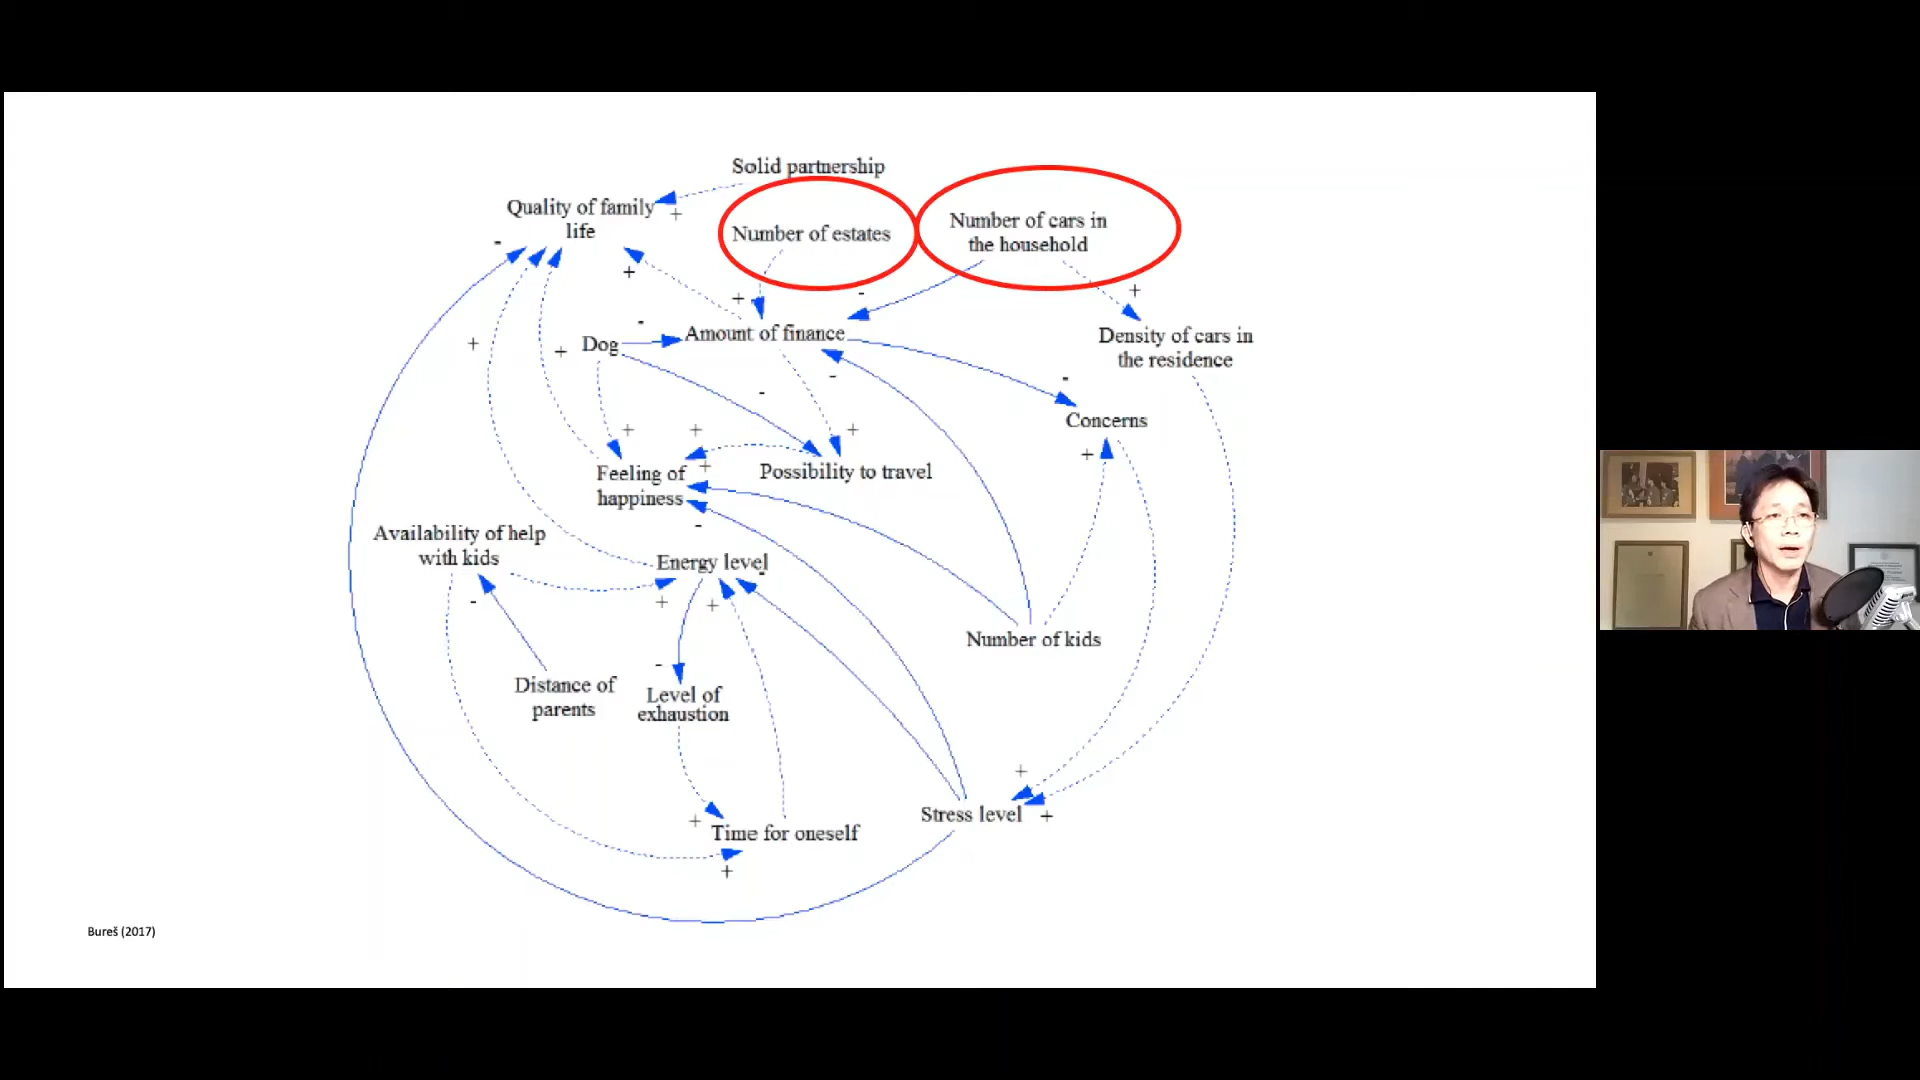 Solid partnership
Quality of family
life
Number of estates
Number of cars in
the household
Dog
Amount of finance
Density of cars in
the residence
Concerns
Feeling of
happiness
Possibility to travel
Availability of help
with kids
Energy level
Number of kids
Distance of
parents
Level of
exhaustion
Time for oneself
Stress level
Bureš (2017)